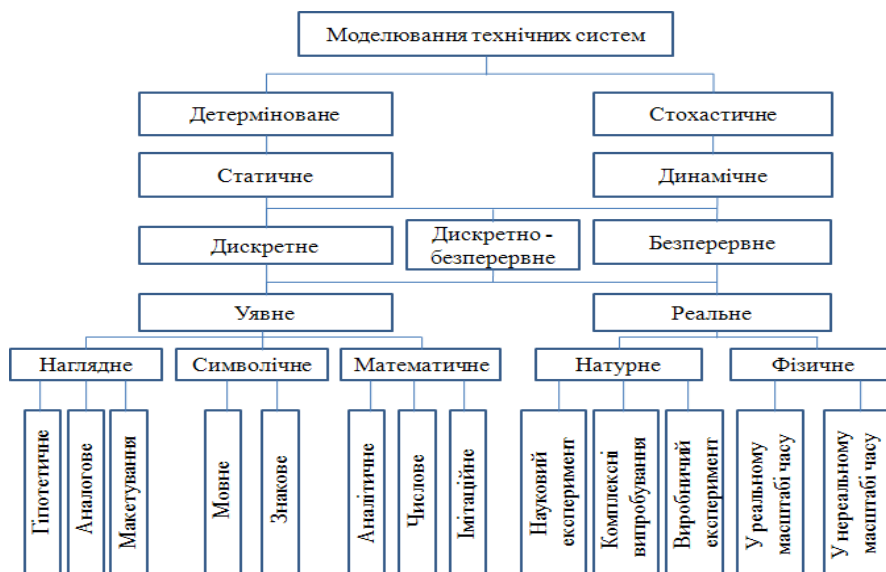 Моделювання технічних систем
Детерміноване
Стохастичне
Статичне
Динамічне
Дискретне
Дискретно -
безперервне
Безперервне
Уявне
Реальне
Наглядне
Символічне
Математичне
Натурне
Фізичне
Гіпотетичне
Аналогове
Макетування
Мовне
Знакове
Аналітичне
Числове
Імітаційне
Науковий
експеримент
Комплексні
випробування
Виробничий
експеримент
У реальному
масштабі часу
У нереальному
масштабі часу